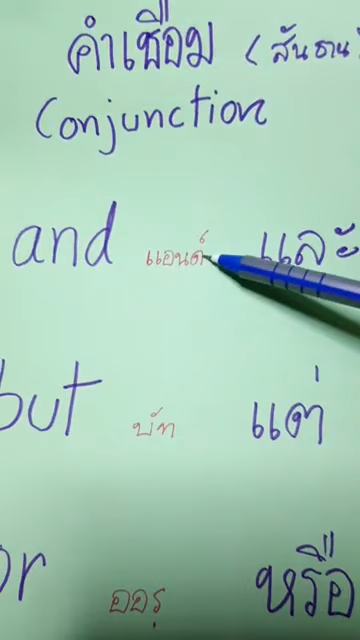 คำเชื่อม (สันธาน)
Conjunction
and แอนด์ และ
but บัท แต่
or ออรฺ หรือ